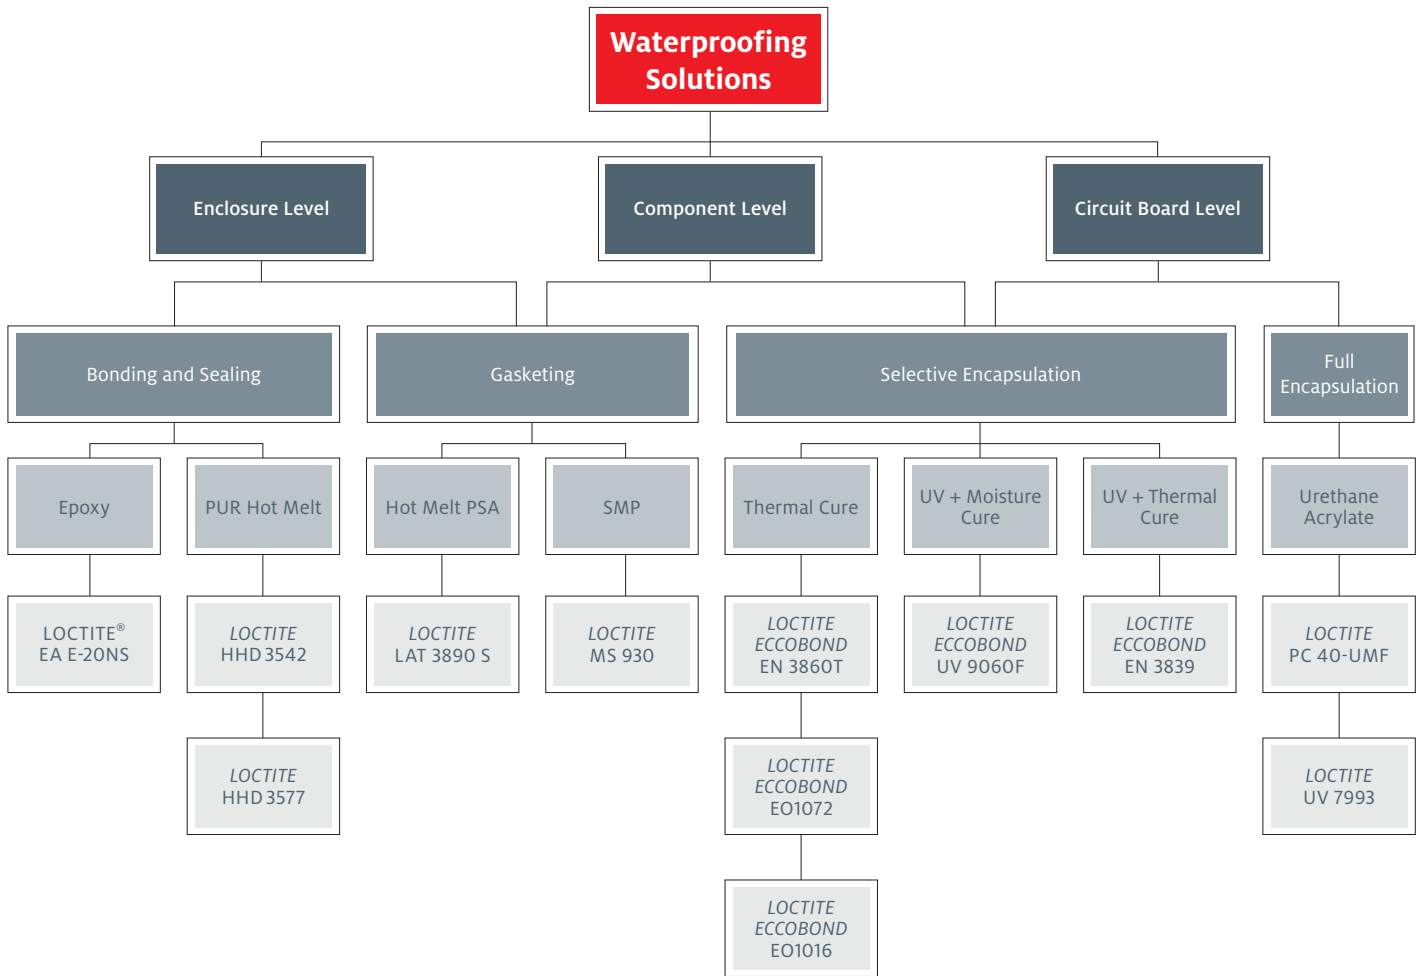 Waterproofing
Solutions
Enclosure Level
Component Level
Circuit Board Level
Bonding and Sealing
Gasketing
Selective Encapsulation
Full
Encapsulation
Epoxy
PUR Hot Melt
Hot Melt PSA
SMP
Thermal Cure
UV + Moisture
Cure
UV + Thermal
Cure
Urethane
Acrylate
LOCTITE®
EA E-20NS
LOCTITE
HHD 3542
LOCTITE
LAT 3890 S
LOCTITE
MS 930
LOCTITE
ECCOBOND
EN 3860T
LOCTITE
ECCOBOND
UV 9060F
LOCTITE
ECCOBOND
EN 3839
LOCTITE
PC 40-UMF
LOCTITE
HHD 3577
LOCTITE
ECCOBOND
EO1072
LOCTITE
UV 7993
LOCTITE
ECCOBOND
EO1016